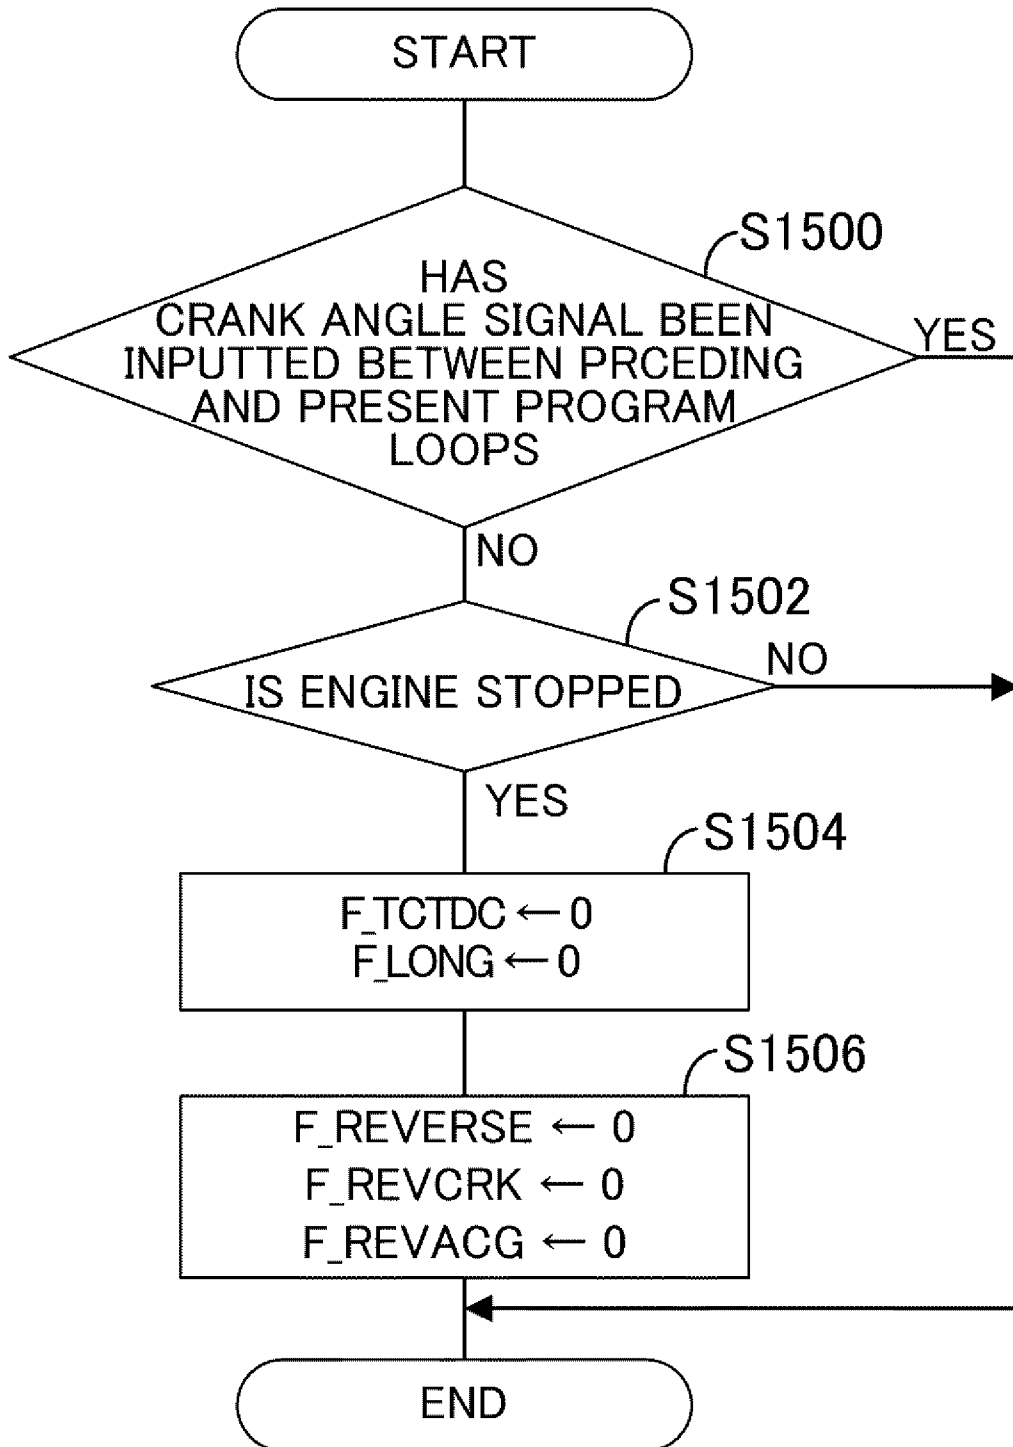 START
S1500
HAS
CRANK ANGLE SIGNAL BEEN
INPUTTED BETWEEN PRCEDING
AND PRESENT PROGRAM
LOOPS
YES
NO
S1502
IS ENGINE STOPPED
NO
YES
S1504
F_TCTDC ← 0
F_LONG ← 0
S1506
F_REVERSE ← 0
F_REVCRK ← 0
F_REVACG ← 0
END